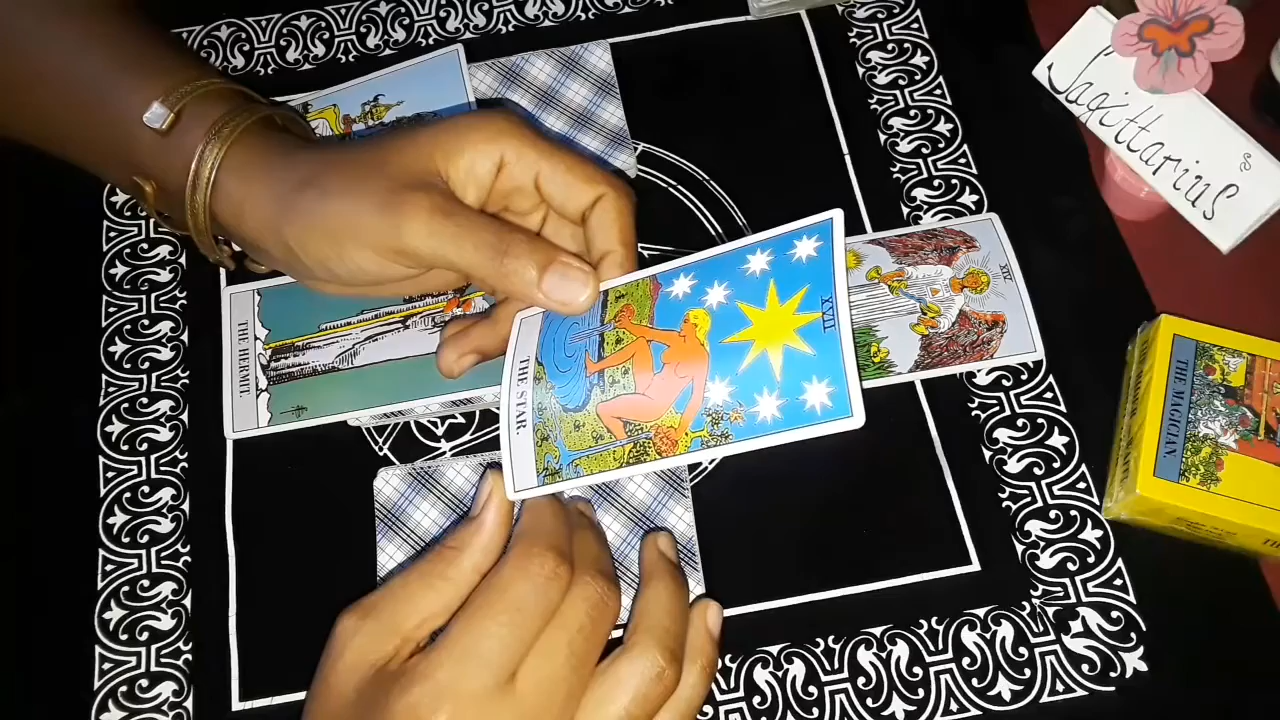 Sagittarius
XIV
XVII
THE HERMIT.
THE STAR.
THE MAGICIAN.